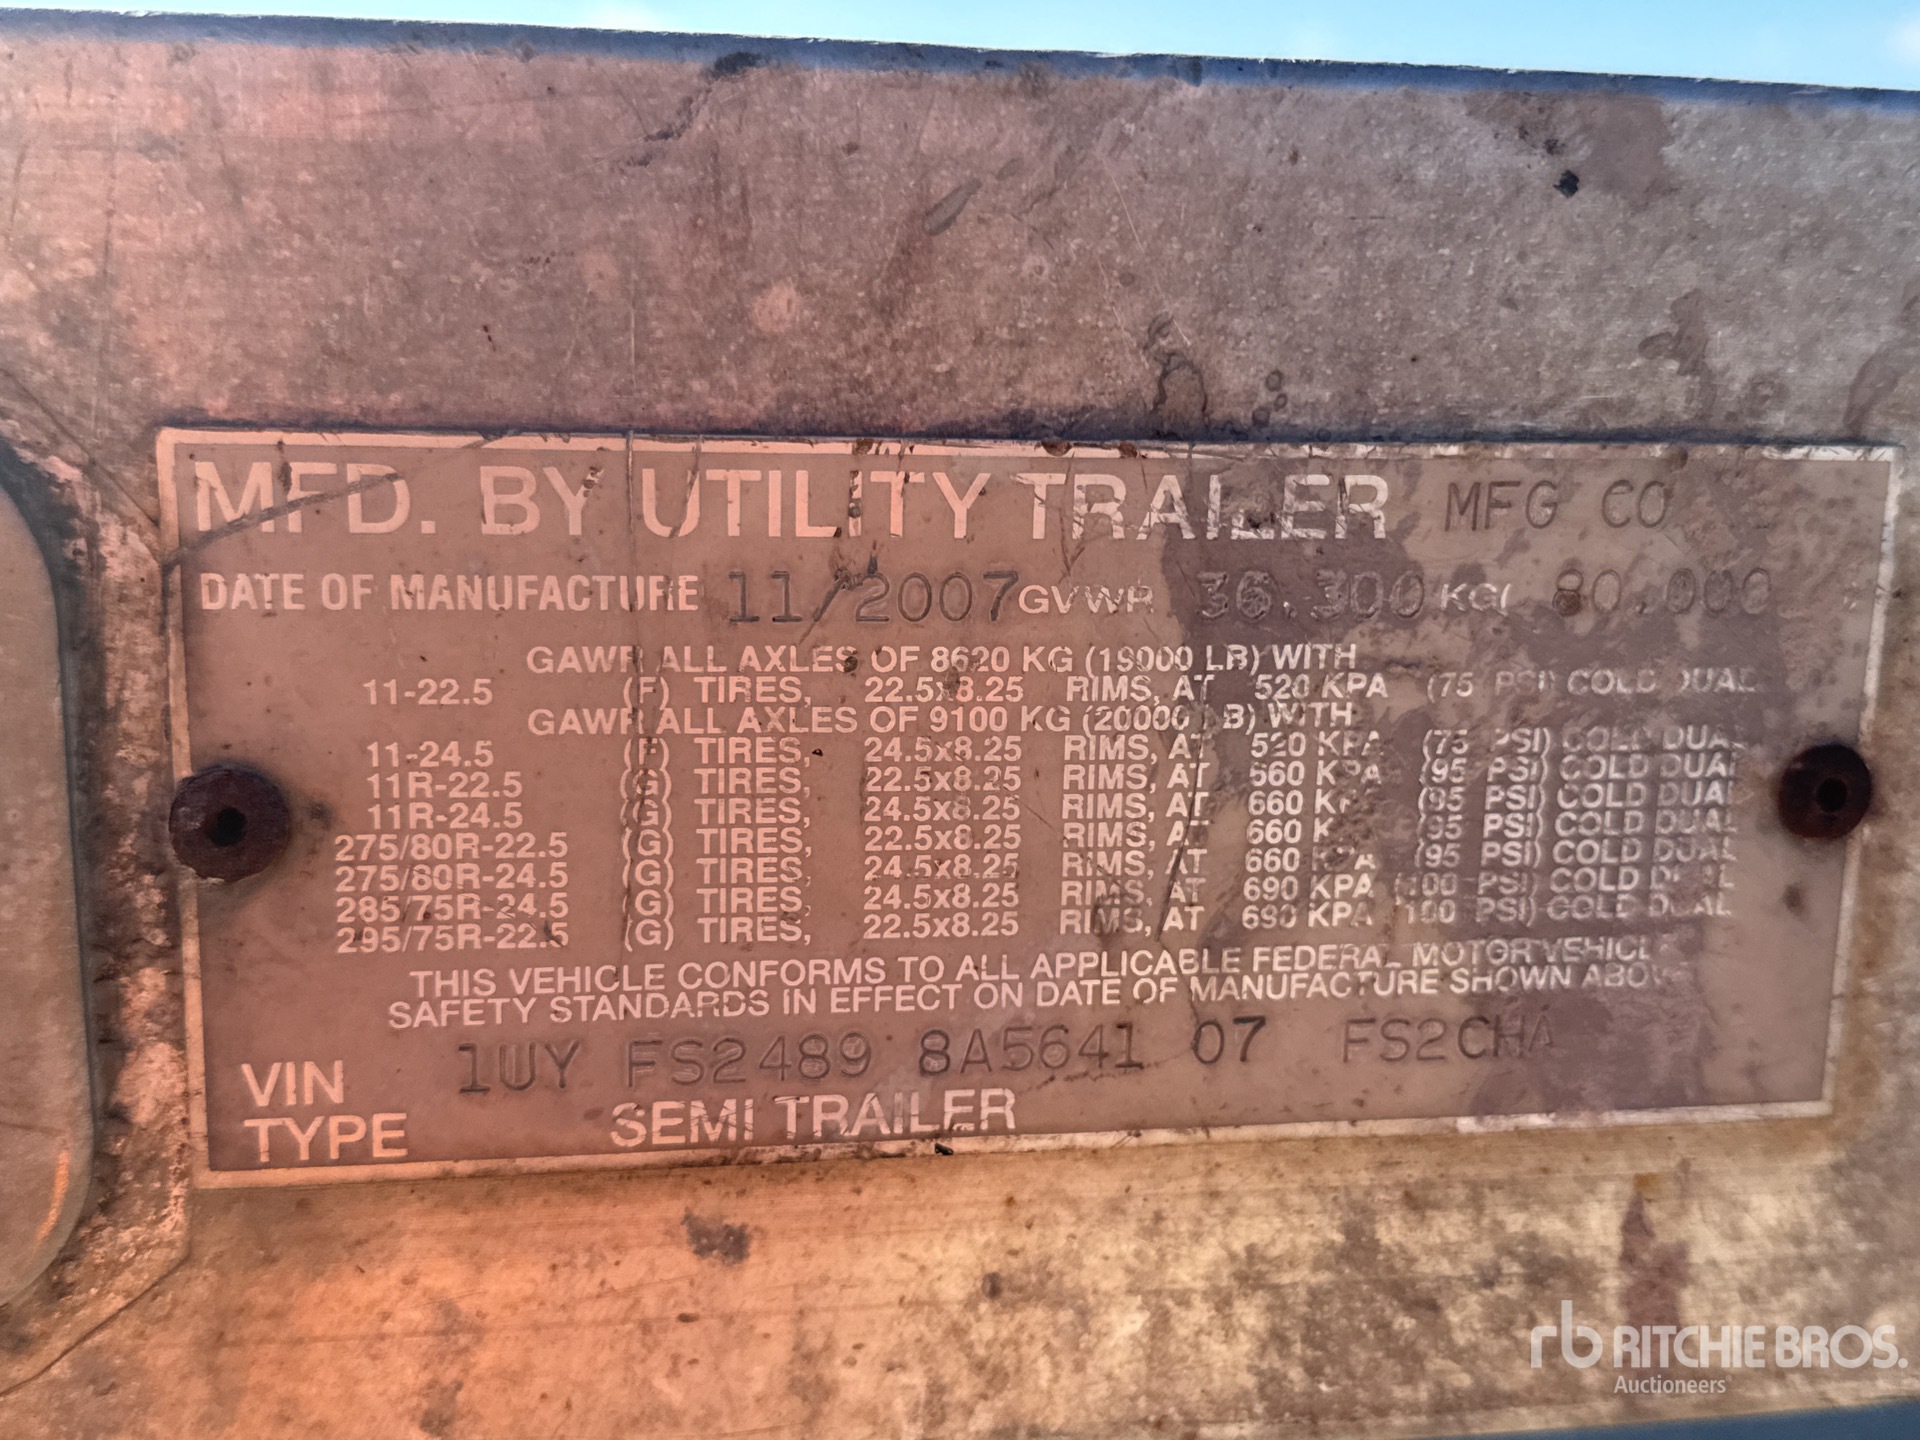 MFD. BY UTILITY TRAILER MFG CO
DATE OF MANUFACTURE 11/2007 GVWR 36.300 KG( 80.000
GAWR ALL AXLES OF 8620 KG (19000 LB) WITH
11-22.5 (F) TIRES, 22.5x8.25 RIMS, AT 520 KPA (75 PSI) COLD DUAL
GAWR ALL AXLES OF 9100 KG (20000 LB) WITH
11-24.5 (F) TIRES, 24.5x8.25 RIMS, AT 520 KPA (75 PSI) COLD DUAL
11R-22.5 (G) TIRES, 22.5x8.25 RIMS, AT 660 KPA (95 PSI) COLD DUAL
11R-24.5 (G) TIRES, 24.5x8.25 RIMS, AT 660 KPA (95 PSI) COLD DUAL
275/80R-22.5 (G) TIRES, 22.5x8.25 RIMS, AT 660 KPA (95 PSI) COLD DUAL
275/80R-24.5 (G) TIRES, 24.5x8.25 RIMS, AT 660 KPA (95 PSI) COLD DUAL
285/75R-24.5 (G) TIRES, 24.5x8.25 RIMS, AT 690 KPA (100 PSI) COLD DUAL
295/75R-22.5 (G) TIRES, 22.5x8.25 RIMS, AT 690 KPA (100 PSI) COLD DUAL
THIS VEHICLE CONFORMS TO ALL APPLICABLE FEDERAL MOTOR VEHICLE
SAFETY STANDARDS IN EFFECT ON DATE OF MANUFACTURE SHOWN ABOVE
VIN 1UY FS2489 8A5641 07 FS2CHA
TYPE SEMI TRAILER
rb RITCHIE BROS.
Auctioneers